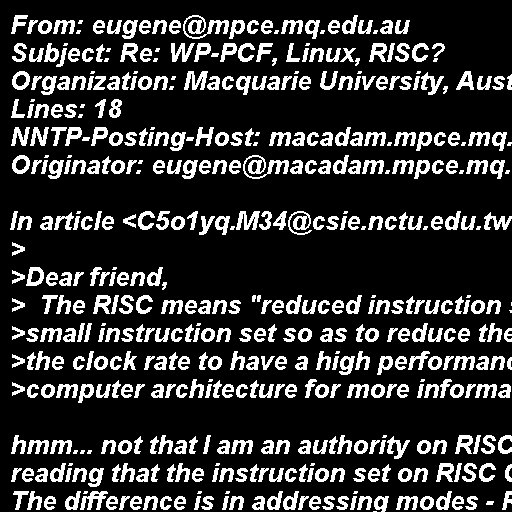 From: eugene@mpce.mq.edu.au
Subject: Re: WP-PCF, Linux, RISC?
Organization: Macquarie University, Aust
Lines: 18
NNTP-Posting-Host: macadam.mpce.mq.
Originator: eugene@macadam.mpce.mq.

In article <C5o1yq.M34@csie.nctu.edu.tw
>
>Dear friend,
>  The RISC means "reduced instruction s
>small instruction set so as to reduce the
>the clock rate to have a high performanc
>computer architecture for more informa

hmm... not that I am an authority on RISC
reading that the instruction set on RISC C
The difference is in addressing modes - R